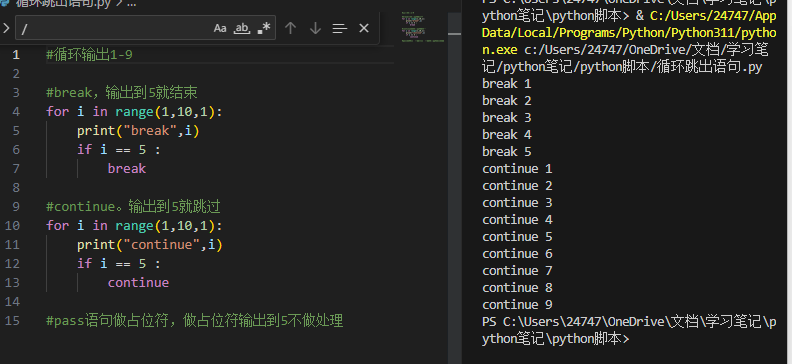 循环跳出语句.py > ...
/
Aa
ab
.*
1 #循环输出1-9
2
3 #break，输出到5就结束
4 for i in range(1,10,1):
5 print("break",i)
6 if i == 5 :
7 break
8
9 #continue。输出到5就跳过
10 for i in range(1,10,1):
11 print("continue",i)
12 if i == 5 :
13 continue
14
15 #pass语句做占位符，做占位符输出到5不做处理
PS C:\Users\24747\OneDrive\文档\学习笔记\p
ython笔记\python脚本> & C:/Users/24747/App
Data/Local/Programs/Python/Python311/pytho
n.exe c:/Users/24747/OneDrive/文档/学习笔
记/python笔记/python脚本/循环跳出语句.py
break 1
break 2
break 3
break 4
break 5
continue 1
continue 2
continue 3
continue 4
continue 5
continue 6
continue 7
continue 8
continue 9
PS C:\Users\24747\OneDrive\文档\学习笔记\p
ython笔记\python脚本>